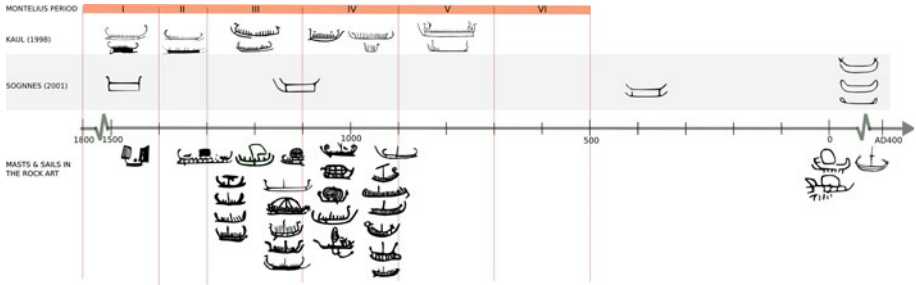 MONTELIUS PERIOD I II III IV V VI
KAUL (1998)
SOGNNES (2001)
1800 1500 1000 500 0 AD400
MASTS & SAILS IN
THE ROCK ART